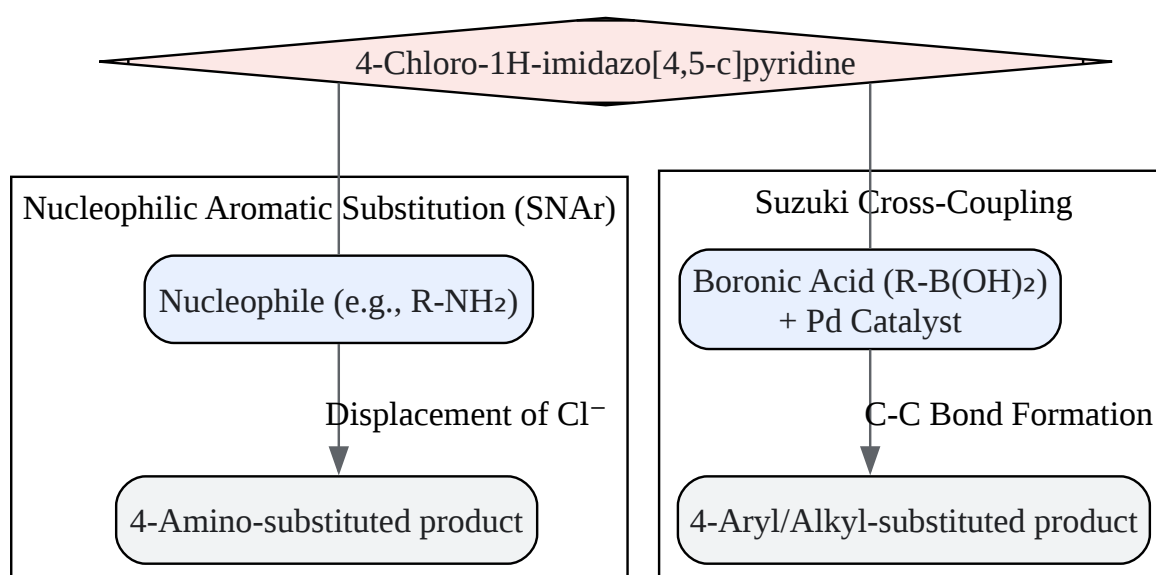 4-Chloro-1H-imidazo[4,5-c]pyridine
Nucleophilic Aromatic Substitution (SNAr)
Nucleophile (e.g., R-NH₂)
Displacement of Cl⁻
4-Amino-substituted product
Suzuki Cross-Coupling
Boronic Acid (R-B(OH)₂)
+ Pd Catalyst
C-C Bond Formation
4-Aryl/Alkyl-substituted product